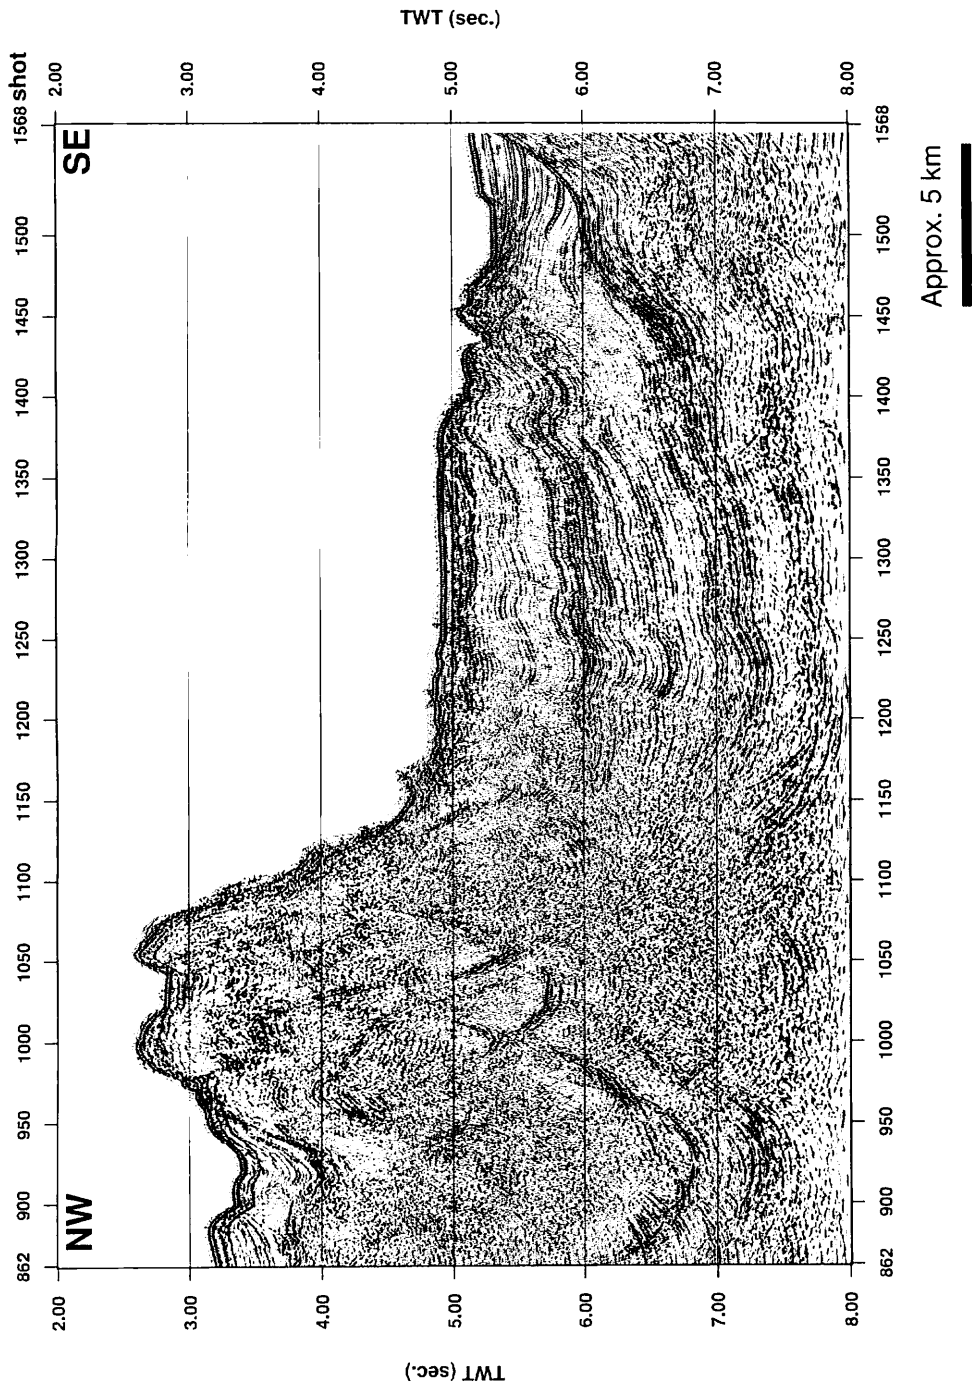 TWT (sec.)
2.00 3.00 4.00 5.00 6.00 7.00 8.00
1568 shot 1500 1450 1400 1350 1300 1250 1200 1150 1100 1050 1000 950 900 862
SE
NW
1568 1500 1450 1400 1350 1300 1250 1200 1150 1100 1050 1000 950 900 862
Approx. 5 km
2.00 3.00 4.00 5.00 6.00 7.00 8.00
TWT (sec.)